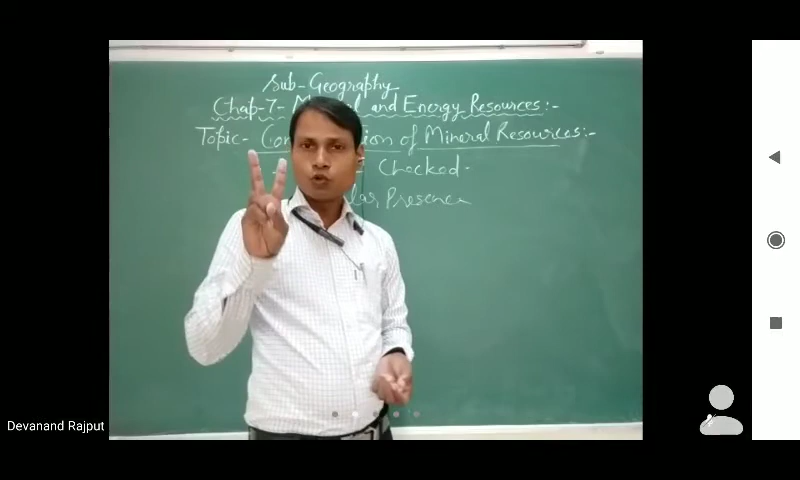 Sub-Geography
Chap-7- and Energy Resources:-
Topic- of Mineral Resources:-
Checked.
Presence
Devanand Rajput